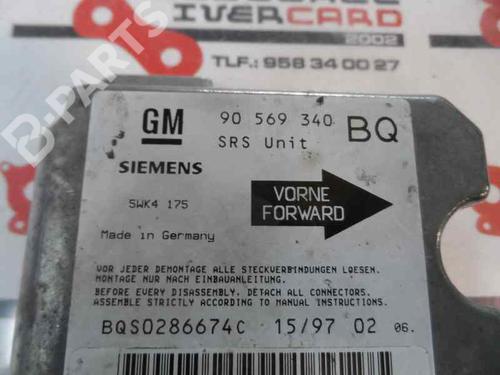 IVERCARD
2002
TEL: 958 34 00 27
B-PARTS
GM
90 569 340
BQ
SRS Unit
SIEMENS
5WK4 175
VORNE
FORWARD
Made in Germany
VOR JEDER DEMONTAGE ALLE STECKVERBINDUNGEN LOESEN.
MONTAGE NUR NACH EINBAUANLEITUNG.
BEFORE EVERY DISASSEMBLY, DETACH ALL CONNECTORS.
ASSEMBLE STRICTLY ACCORDING TO MANUAL INSTRUCTIONS.
BQS0286674C 15/97 02 06.